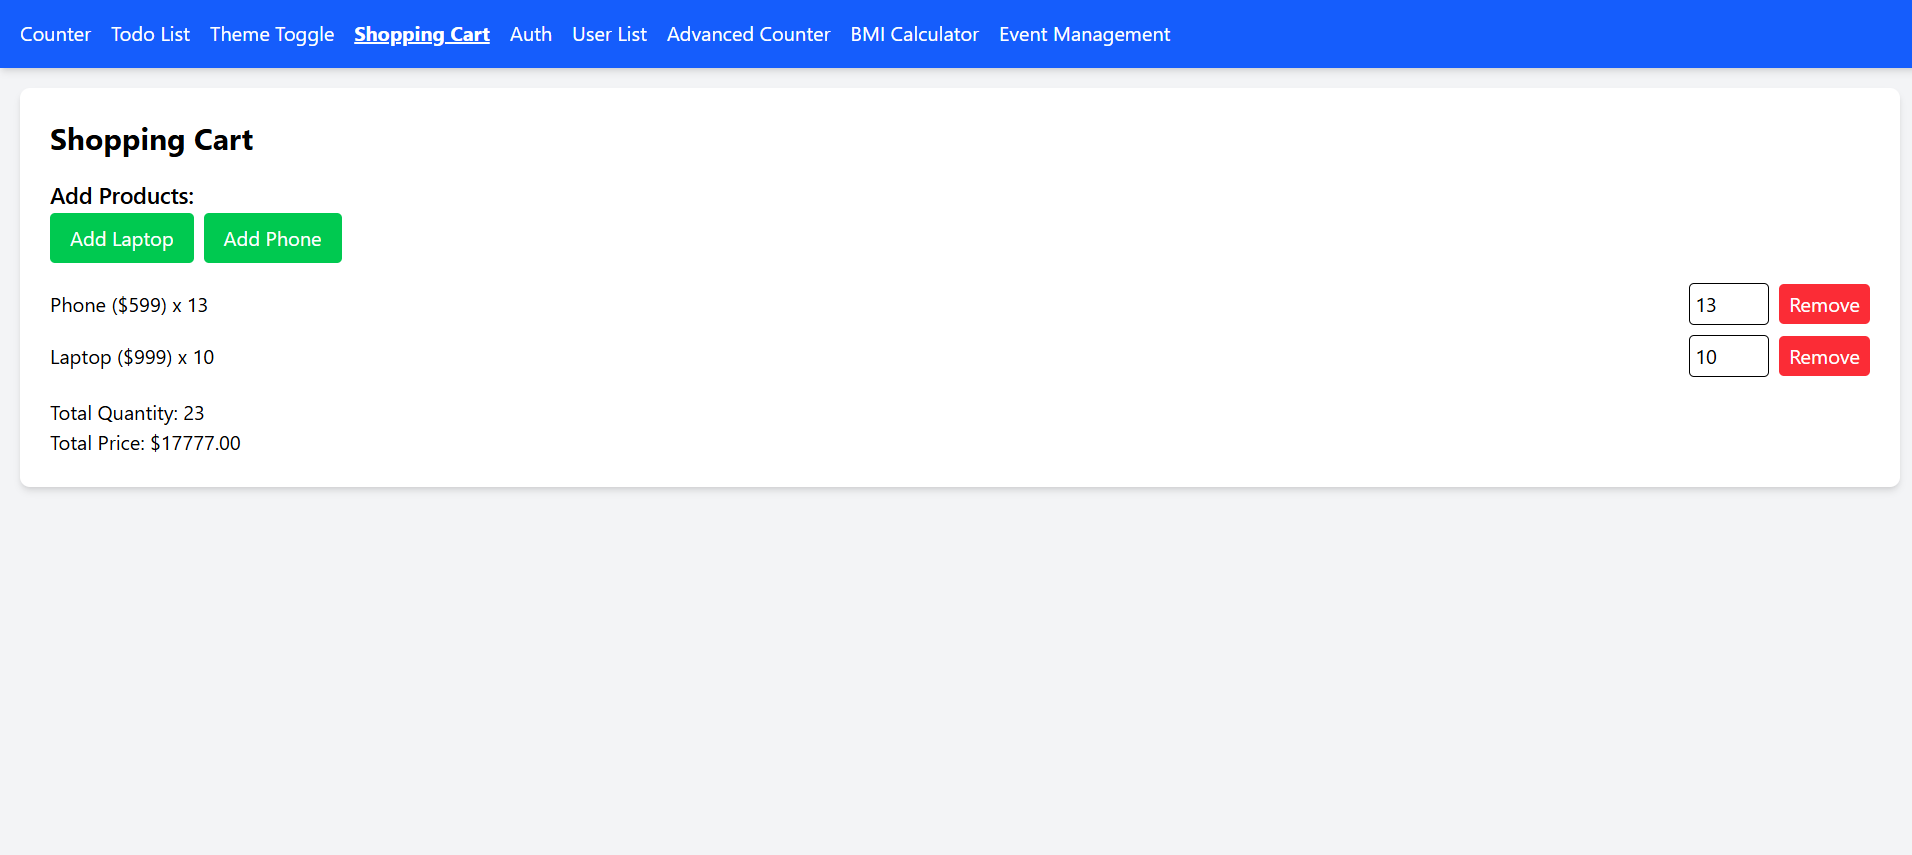 Counter Todo List Theme Toggle Shopping Cart Auth User List Advanced Counter BMI Calculator Event Management
Shopping Cart
Add Products:
Add Laptop Add Phone
Phone ($599) x 13 13 Remove
Laptop ($999) x 10 10 Remove
Total Quantity: 23
Total Price: $17777.00